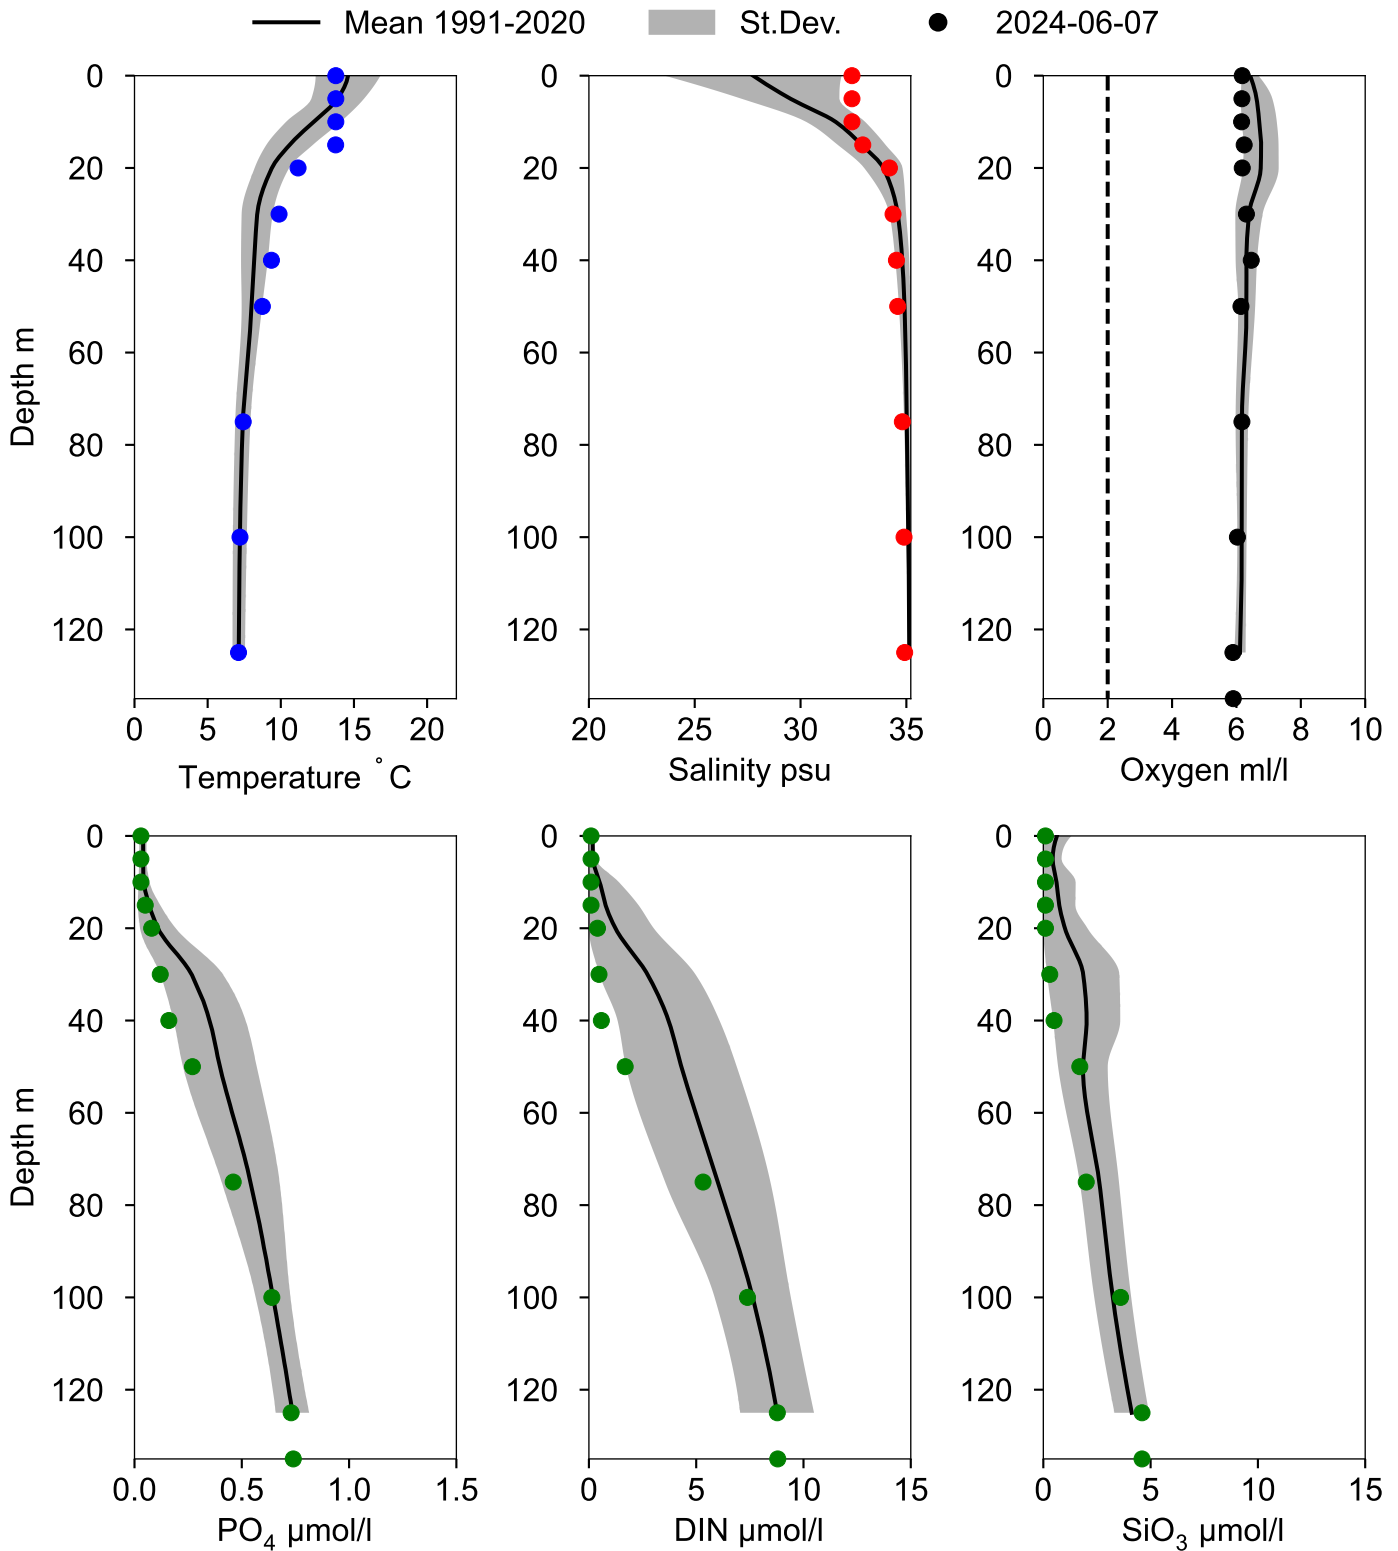 Mean 1991-2020 St.Dev. 2024-06-07
0 0 0
20 20 20
40 40 40
60 60 60
80 80 80
100 100 100
120 120 120
Depth m
0 5 10 15 20 20 25 30 35 0 2 4 6 8 10
Temperature °C Salinity psu Oxygen ml/l
0 0 0
20 20 20
40 40 40
60 60 60
80 80 80
100 100 100
120 120 120
Depth m
0.0 0.5 1.0 1.5 0 5 10 15 0 5 10 15
PO₄ µmol/l DIN µmol/l SiO₃ µmol/l